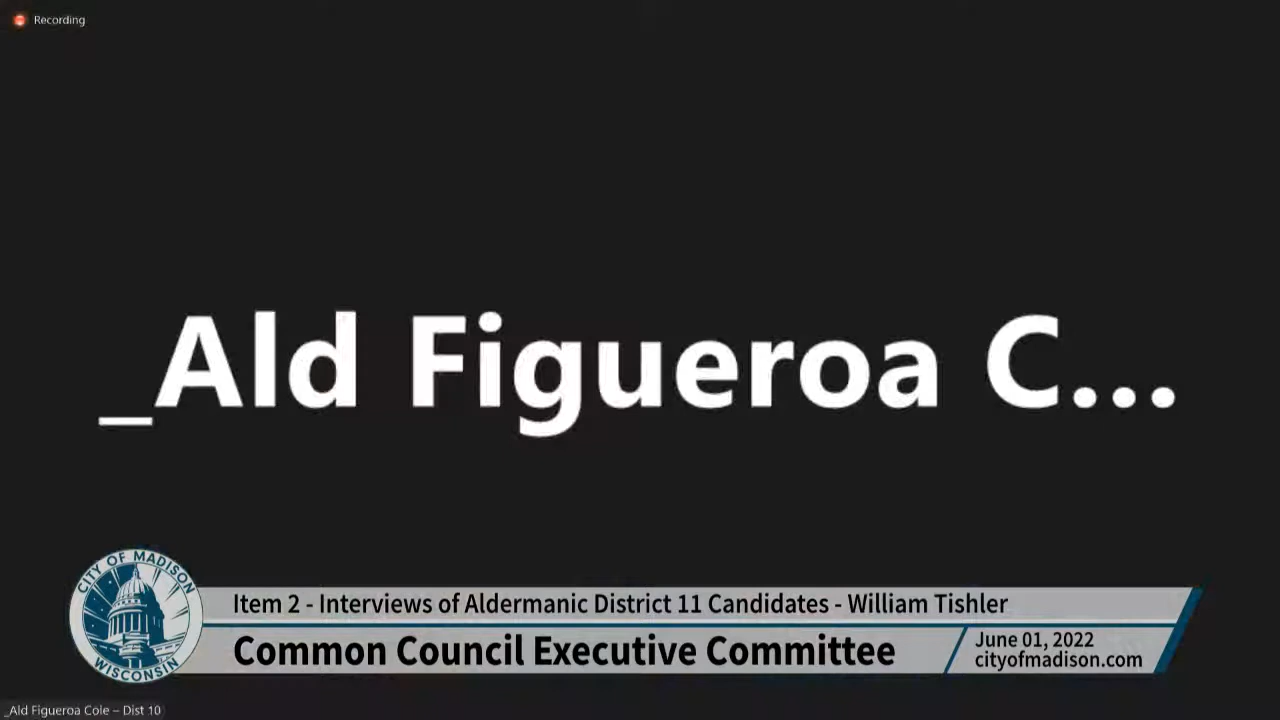 Recording
_Ald Figueroa C...
CITY OF MADISON
WISCONSIN
Item 2 - Interviews of Aldermanic District 11 Candidates - William Tishler
Common Council Executive Committee
June 01, 2022
cityofmadison.com
_Ald Figueroa Cole – Dist 10